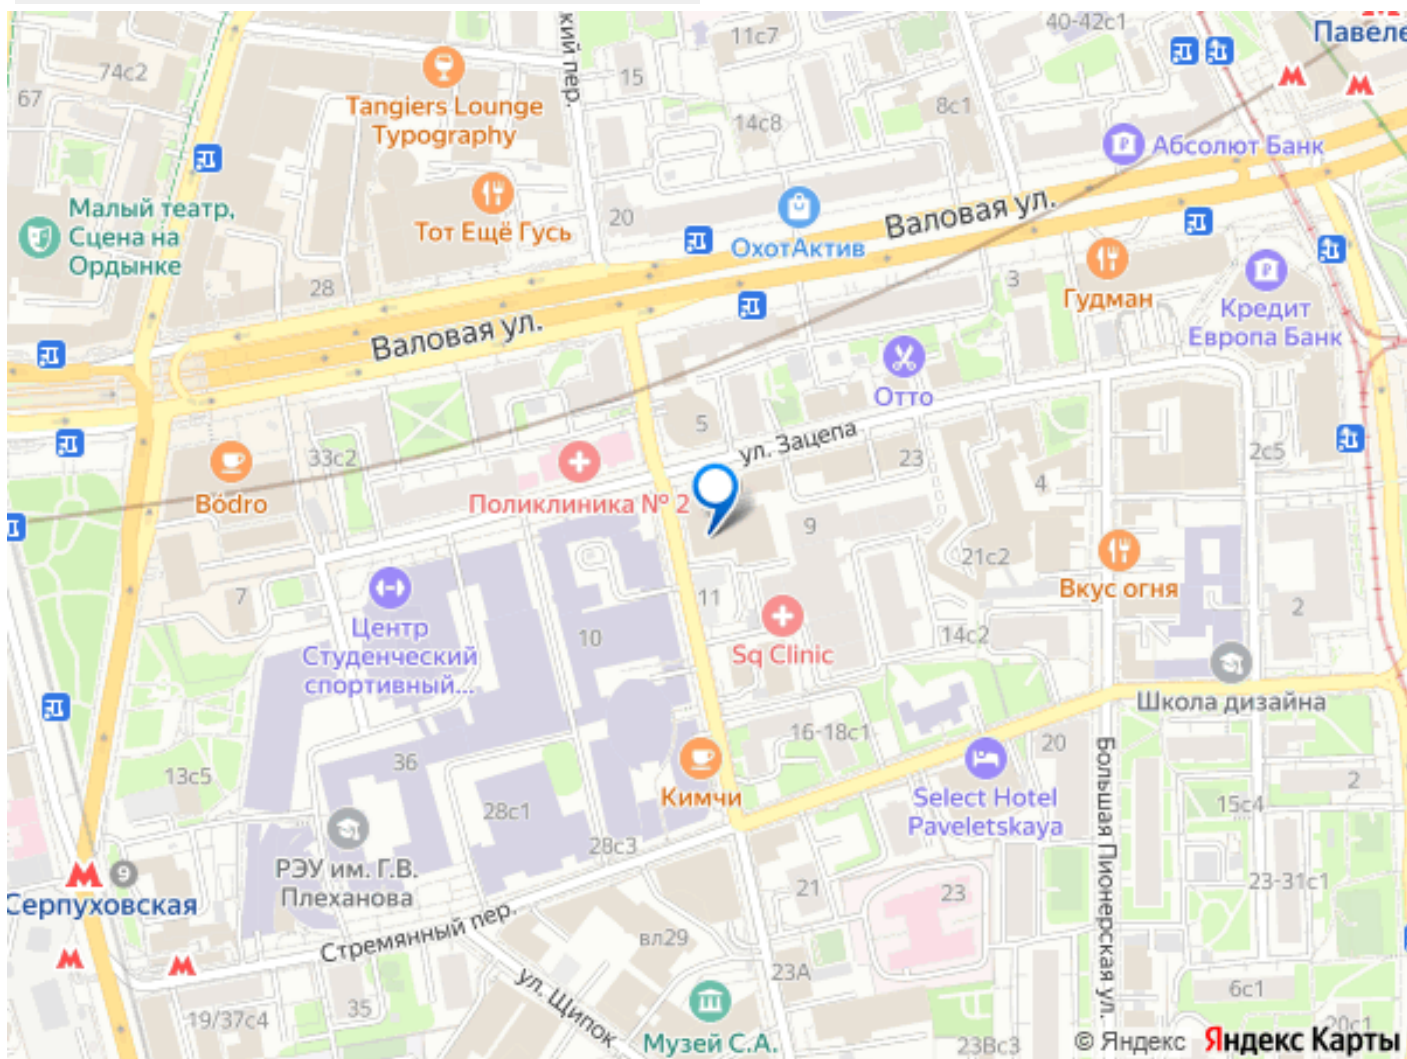 40-42с1
11с7
Павеле
ский пер.
74с2
15
67
Tangiers Lounge
Typography
8с1
14с8
Абсолют Банк
Малый театр,
Сцена на
Ордынке
20
Валовая ул.
Тот Ещё Гусь
ОхотАктив
28
3
Гудман
Кредит
Европа Банк
Валовая ул.
Отто
5
ул. Зацепа
33с2
23
2с5
4
Bódro
Поликлиника № 2
9
21с2
Вкус огня
7
11
2
Центр
Студенческий
спортивный...
10
14с2
Sq Clinic
Школа дизайна
16-18с1
20
36
13с5
Кимчи
Select Hotel
Paveletskaya
Большая Пионерская ул.
2
15с4
28с1
28с3
РЭУ им. Г.В.
Плеханова
9
Серпуховская
21
23
23-31с1
Стремянный пер.
вл29
23А
ул. Щипок
6с1
35
19/37с4
20с1
Музей С.А.
23Вс3
© Яндекс Яндекс Карты